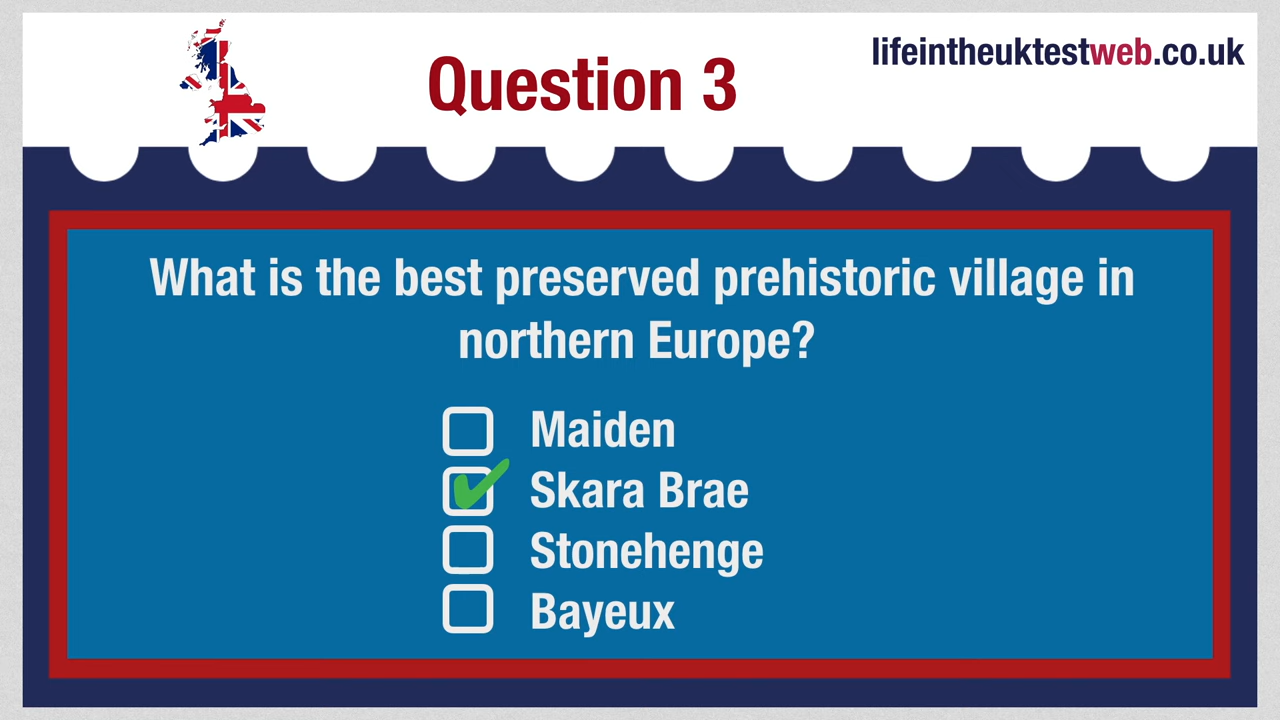 lifeintheuktestweb.co.uk
Question 3
What is the best preserved prehistoric village in
northern Europe?
Maiden
Skara Brae
Stonehenge
Bayeux